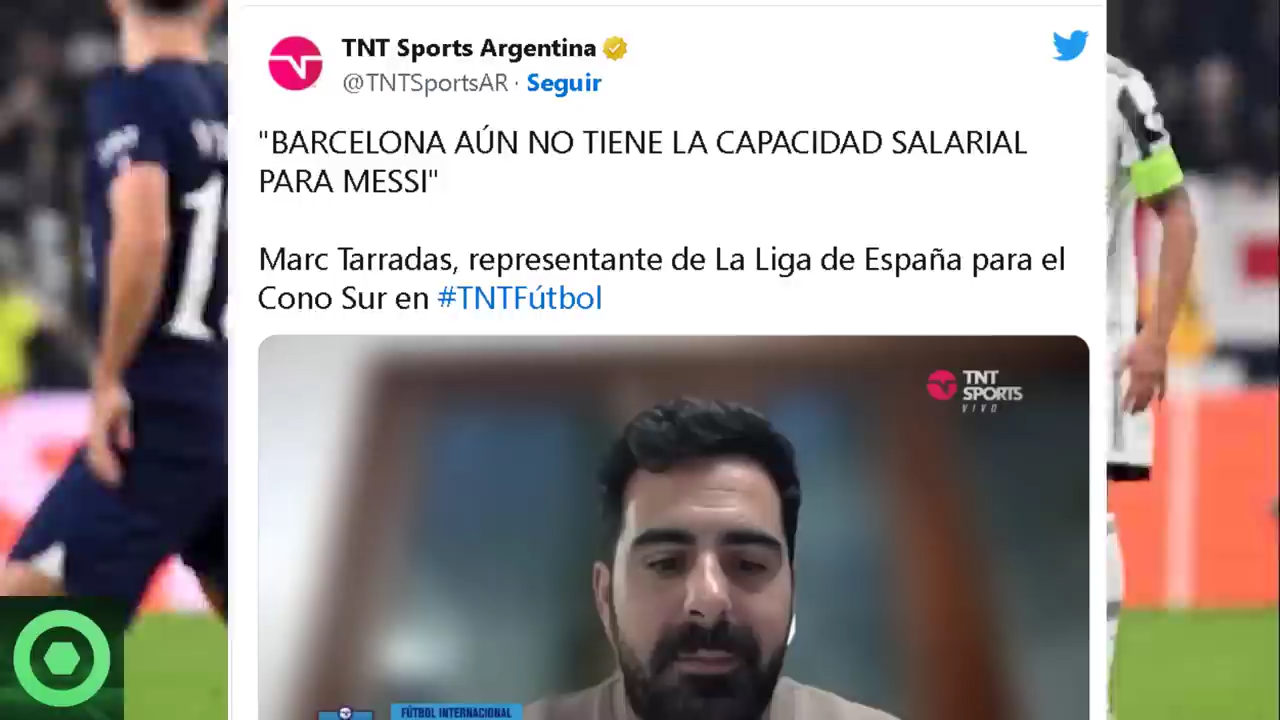 TNT Sports Argentina
@TNTSportsAR · Seguir
"BARCELONA AÚN NO TIENE LA CAPACIDAD SALARIAL
PARA MESSI"
Marc Tarradas, representante de La Liga de España para el
Cono Sur en #TNTFútbol
TNT
SPORTS
VIVO
FÚTBOL INTERNACIONAL